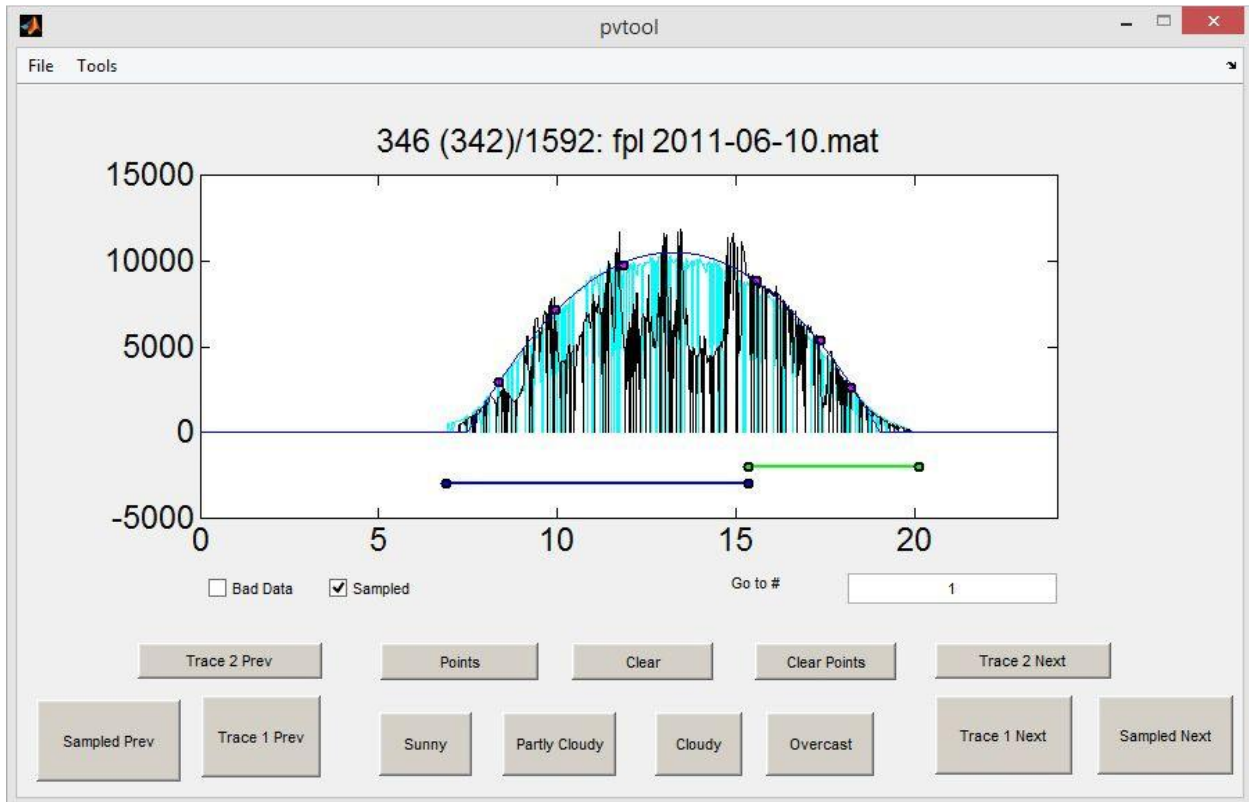 pvtool
File Tools
346 (342)/1592: fpl 2011-06-10.mat
15000
10000
5000
0
-5000
0 5 10 15 20
Bad Data Sampled Go to # 1
Trace 2 Prev Points Clear Clear Points Trace 2 Next
Sampled Prev Trace 1 Prev Sunny Partly Cloudy Cloudy Overcast Trace 1 Next Sampled Next